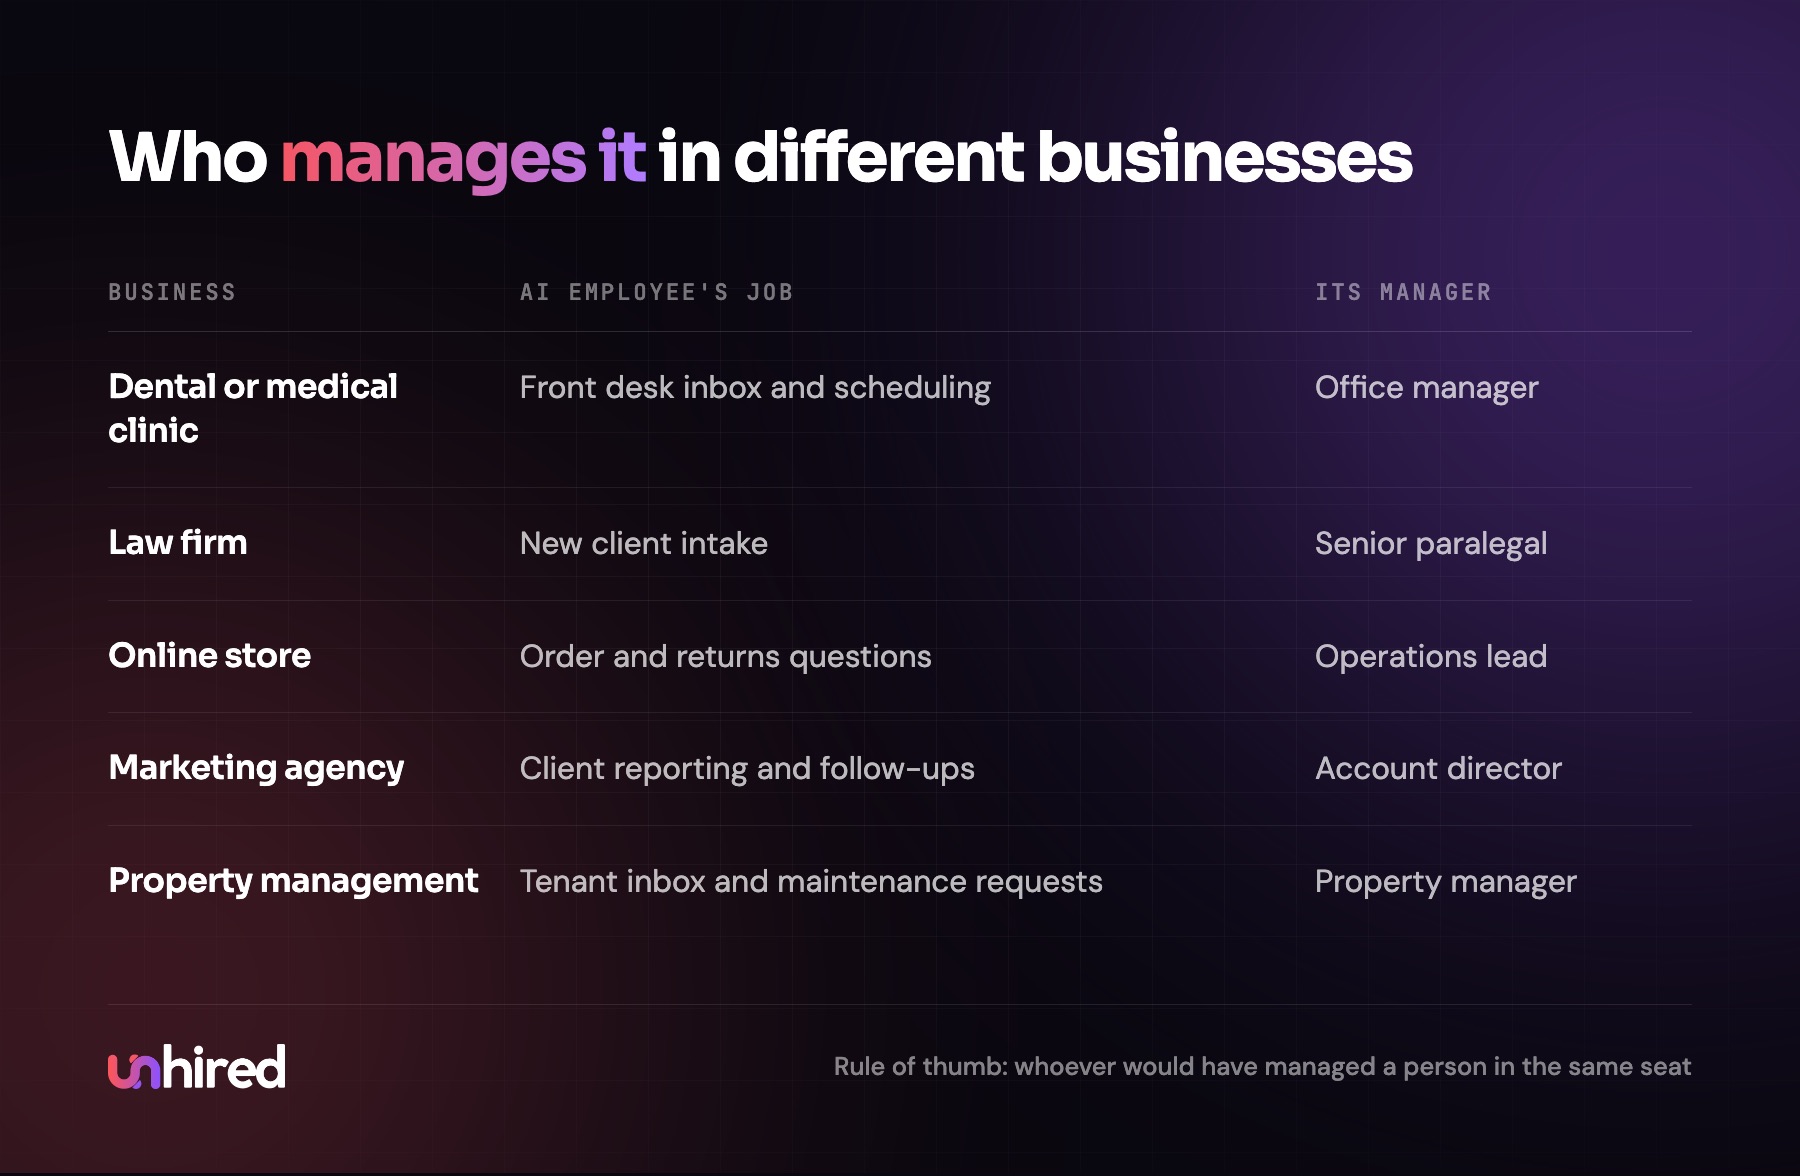 Who manages it in different businesses
BUSINESS AI EMPLOYEE'S JOB ITS MANAGER
Dental or medical clinic Front desk inbox and scheduling Office manager
Law firm New client intake Senior paralegal
Online store Order and returns questions Operations lead
Marketing agency Client reporting and follow-ups Account director
Property management Tenant inbox and maintenance requests Property manager
unhired
Rule of thumb: whoever would have managed a person in the same seat